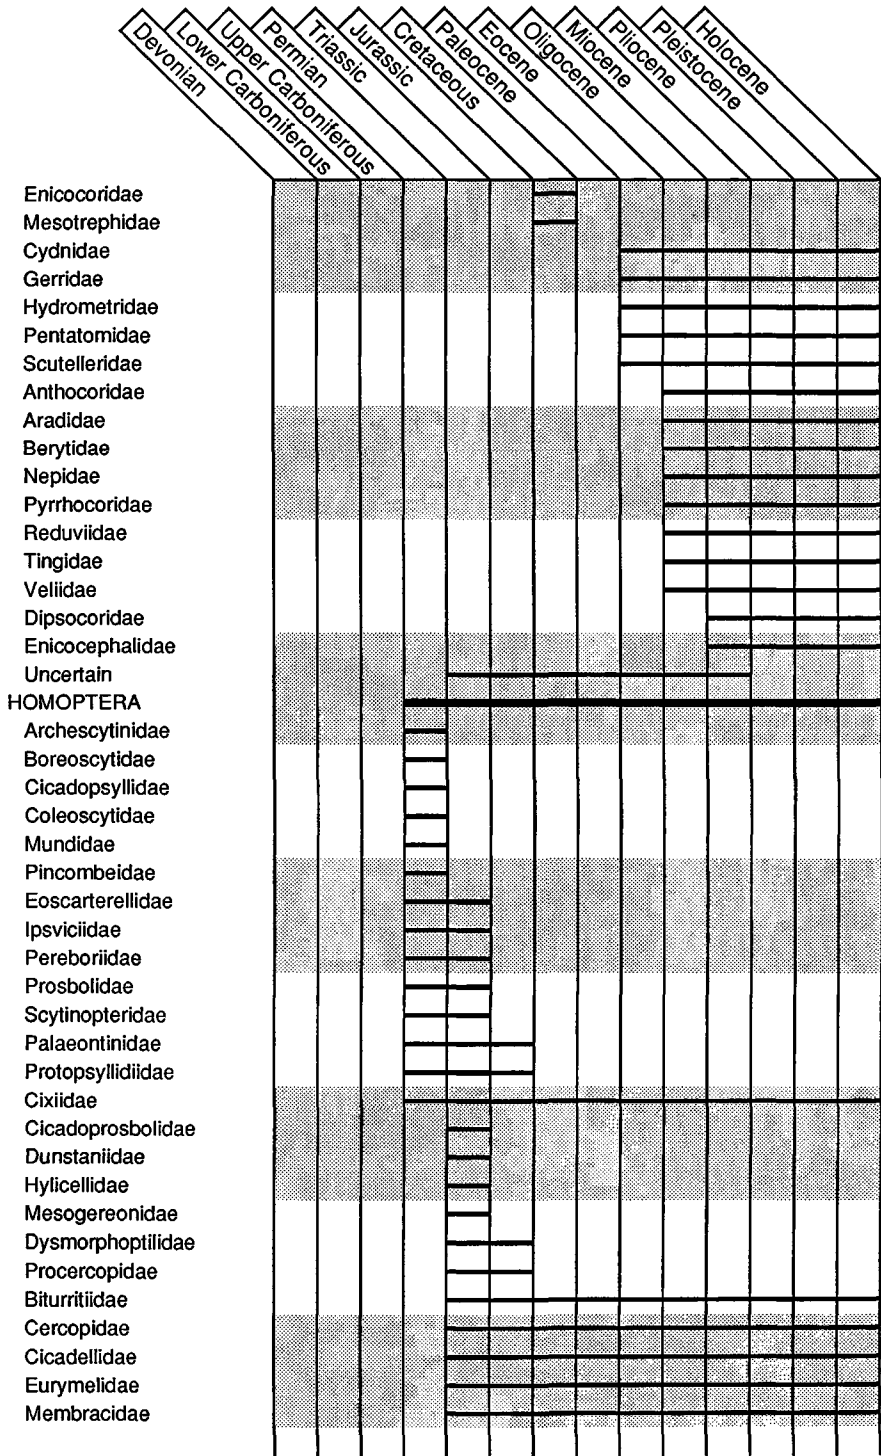 Devonian
Lower Carboniferous
Upper Carboniferous
Permian
Triassic
Jurassic
Cretaceous
Paleocene
Eocene
Oligocene
Miocene
Pliocene
Pleistocene
Holocene
Enicocoridae
Mesotrephidae
Cydnidae
Gerridae
Hydrometridae
Pentatomidae
Scutelleridae
Anthocoridae
Aradidae
Berytidae
Nepidae
Pyrrhocoridae
Reduviidae
Tingidae
Veliidae
Dipsocoridae
Enicocephalidae
Uncertain
HOMOPTERA
Archescytinidae
Boreoscytidae
Cicadopsyllidae
Coleoscytidae
Mundidae
Pincombeidae
Eoscarterellidae
Ipsviciidae
Pereboriidae
Prosbolidae
Scytinopteridae
Palaeontinidae
Protopsyllidiidae
Cixiidae
Cicadoprosbolidae
Dunstaniidae
Hylicellidae
Mesogereonidae
Dysmorphoptilidae
Procercopidae
Biturritiidae
Cercopidae
Cicadellidae
Eurymelidae
Membracidae